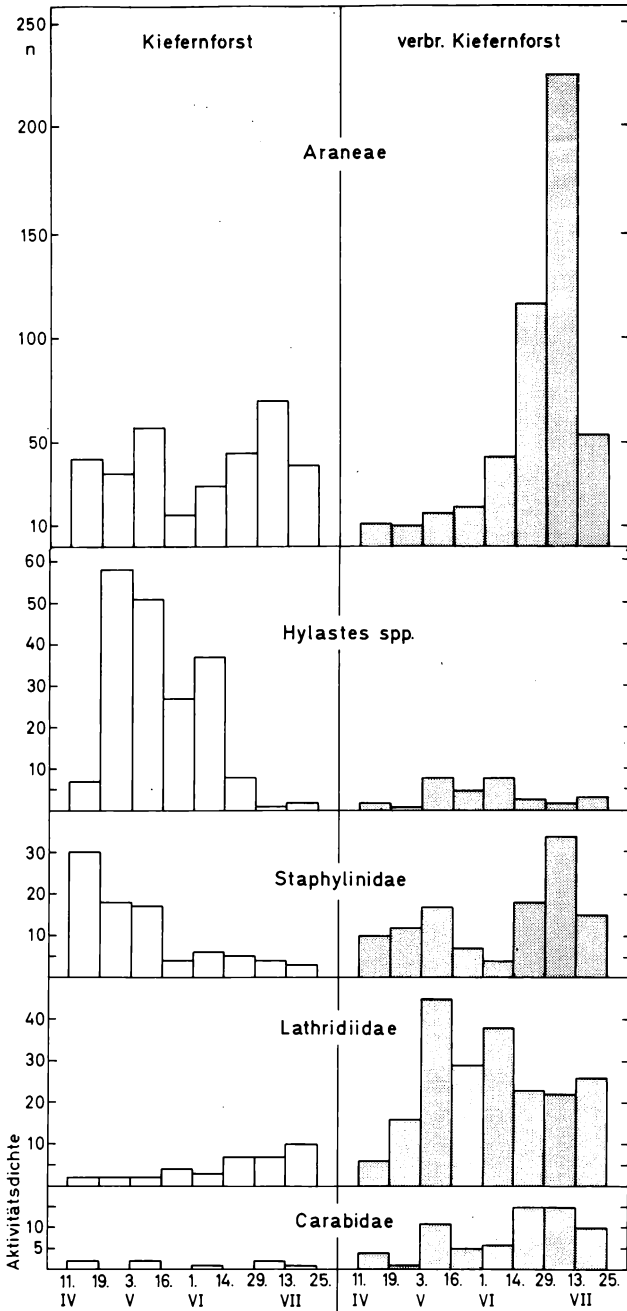 250
n
Kiefernforst
verbr. Kiefernforst
200
Araneae
150
100
50
10
60
Hylastes spp.
50
40
30
20
10
30
Staphylinidae
20
10
40
Lathridiidae
30
20
10
Aktivitätsdichte
Carabidae
10
5
11. 19. 3. 16. 1. 14. 29. 13. 25. 11. 19. 3. 16. 1. 14. 29. 13. 25.
IV V VI VII IV V VI VII